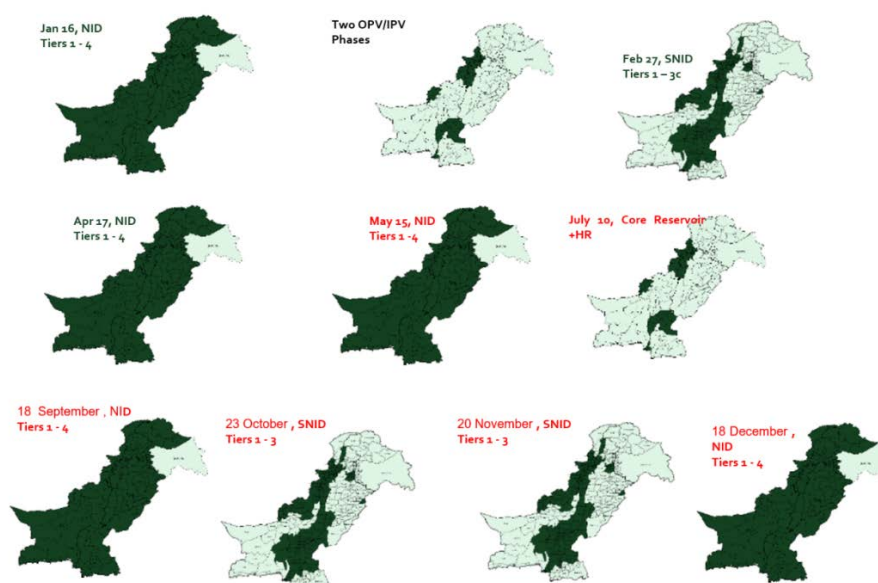 Jan 16, NID
Tiers 1 - 4
Two OPV/IPV
Phases
Feb 27, SNID
Tiers 1 – 3c
Apr 17, NID
Tiers 1 - 4
May 15, NID
Tiers 1 -4
July 10, Core Reservoir
+HR
18 September , NID
Tiers 1 - 4
23 October , SNID
Tiers 1 - 3
20 November , SNID
Tiers 1 - 3
18 December ,
NID
Tiers 1 - 4